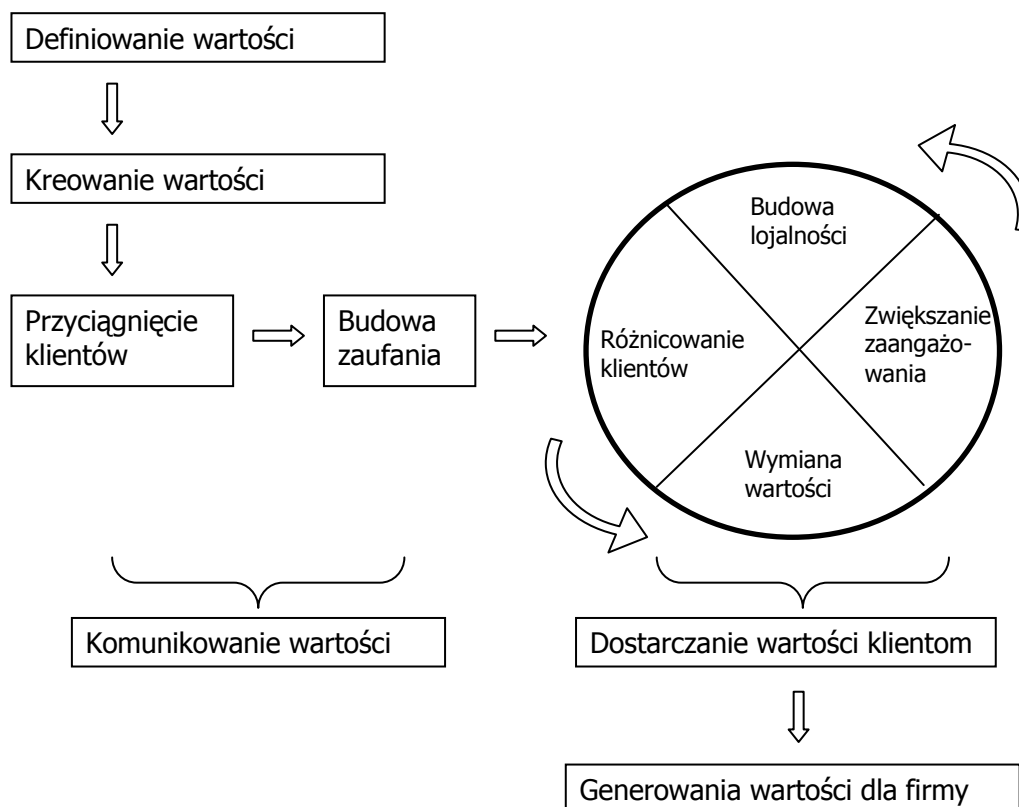 Definiowanie wartości
Kreowanie wartości
Przyciągnięcie
klientów
Budowa
zaufania
Budowa
lojalności
Różnicowanie
klientów
Zwiększanie
zaangażo-
wania
Wymiana
wartości
Komunikowanie wartości
Dostarczanie wartości klientom
Generowania wartości dla firmy